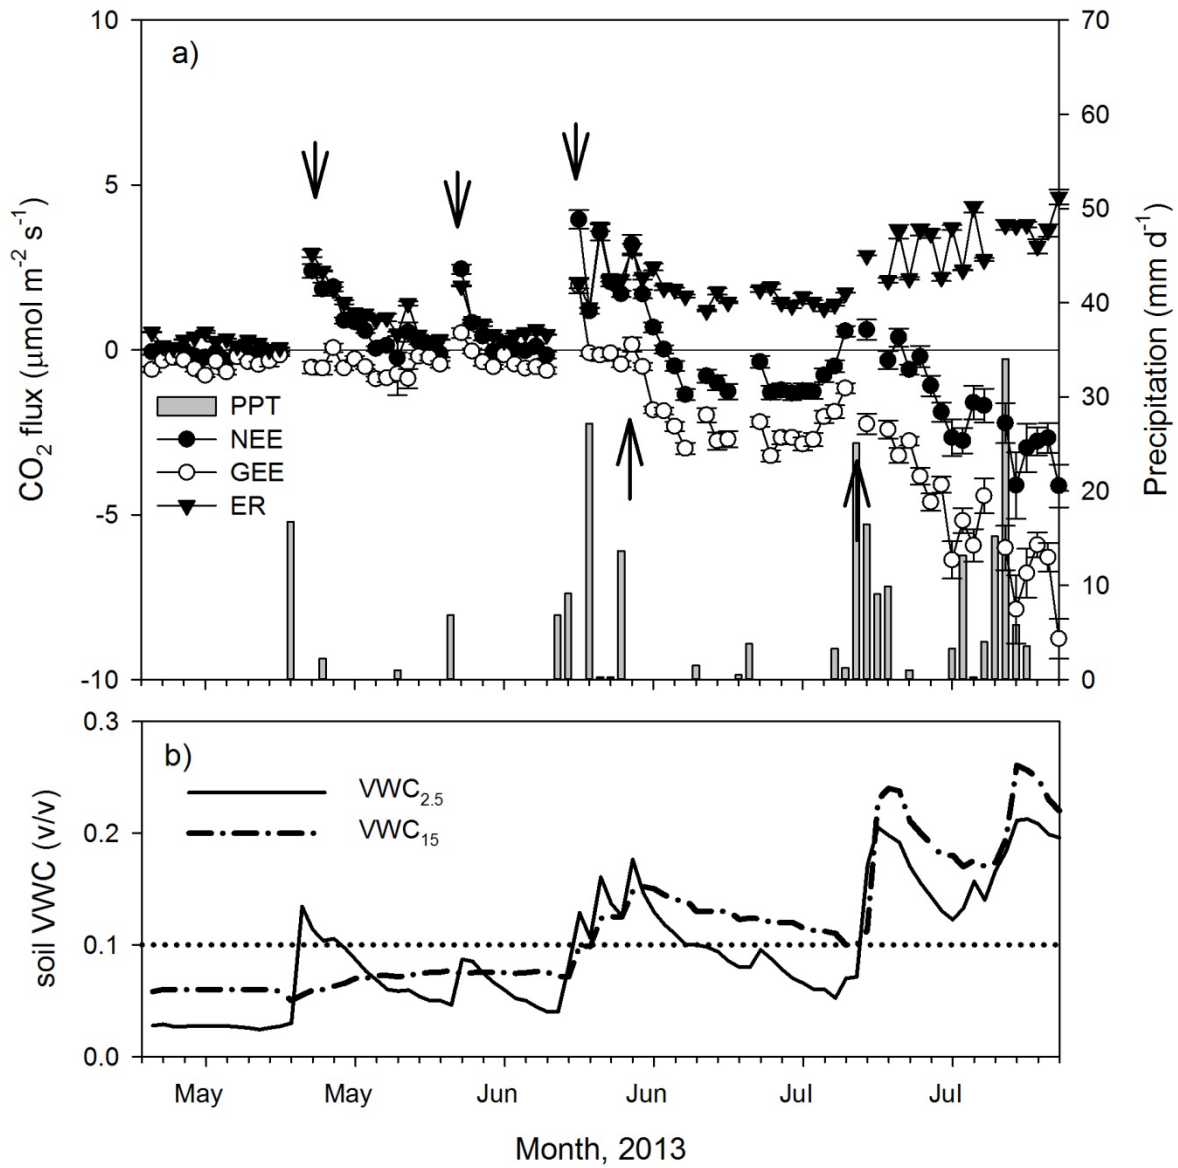 a)
10
5
0
-5
-10
CO2 flux (μmol m-2 s-1)
PPT
NEE
GEE
ER
70
60
50
40
30
20
10
0
Precipitation (mm d-1)
b)
0.3
0.2
0.1
0.0
soil VWC (v/v)
VWC2.5
VWC15
May May Jun Jun Jul Jul
Month, 2013